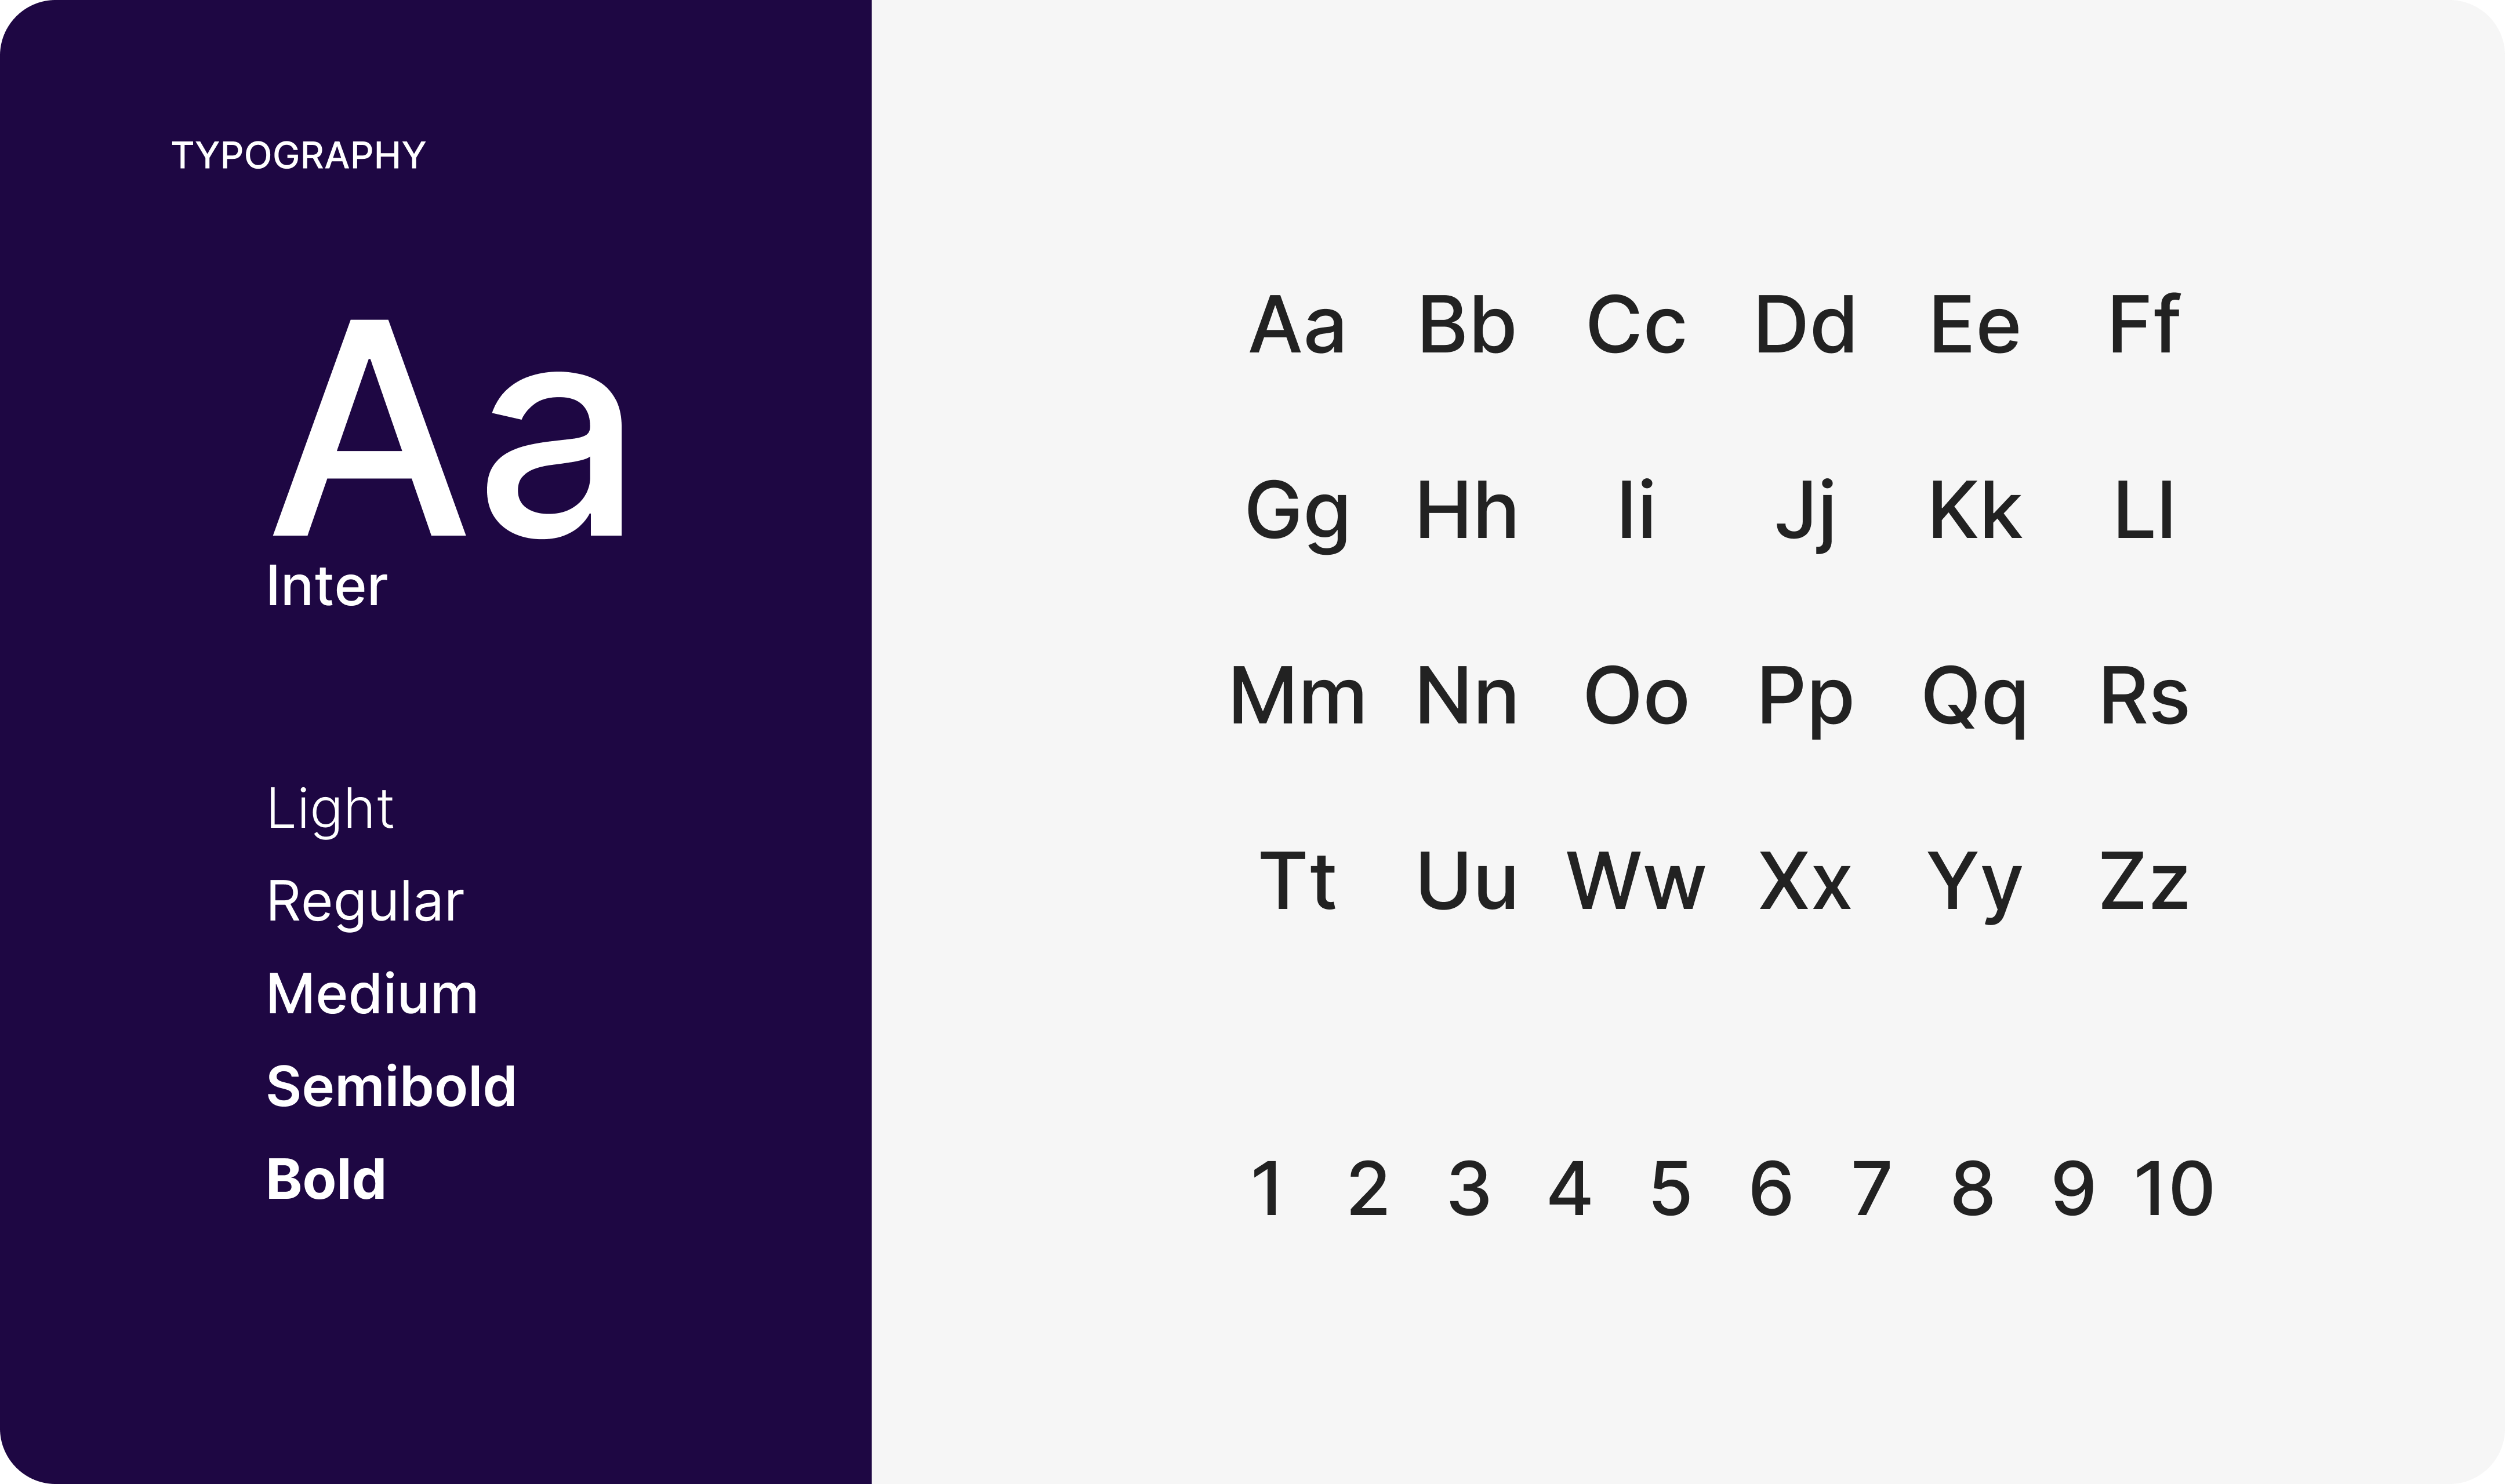 TYPOGRAPHY
Aa
Inter
Light
Regular
Medium
Semibold
Bold
Aa Bb Cc Dd Ee Ff
Gg Hh Ii Jj Kk Ll
Mm Nn Oo Pp Qq Rs
Tt Uu Ww Xx Yy Zz
1 2 3 4 5 6 7 8 9 10